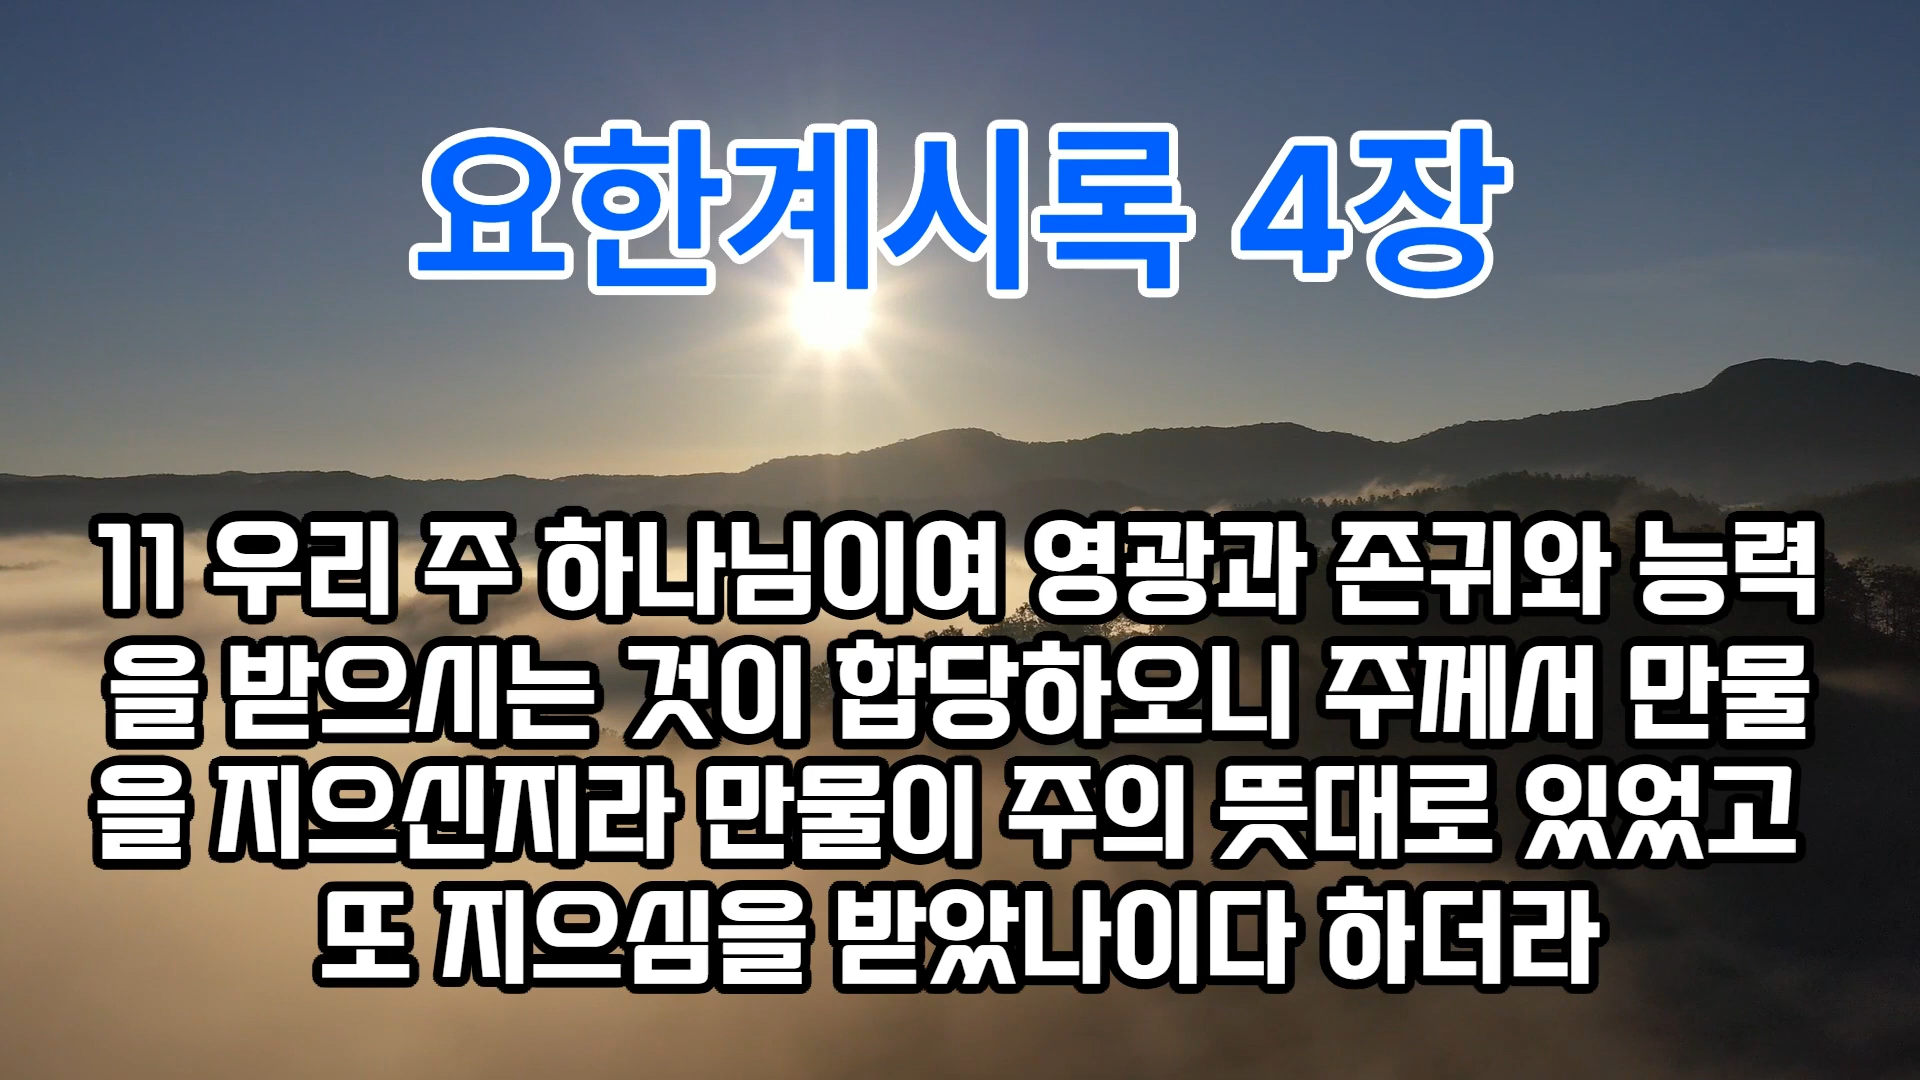 요한계시록 4장
11 우리 주 하나님이여 영광과 존귀와 능력
을 받으시는 것이 합당하오니 주께서 만물
을 지으신지라 만물이 주의 뜻대로 있었고
또 지으심을 받았나이다 하더라